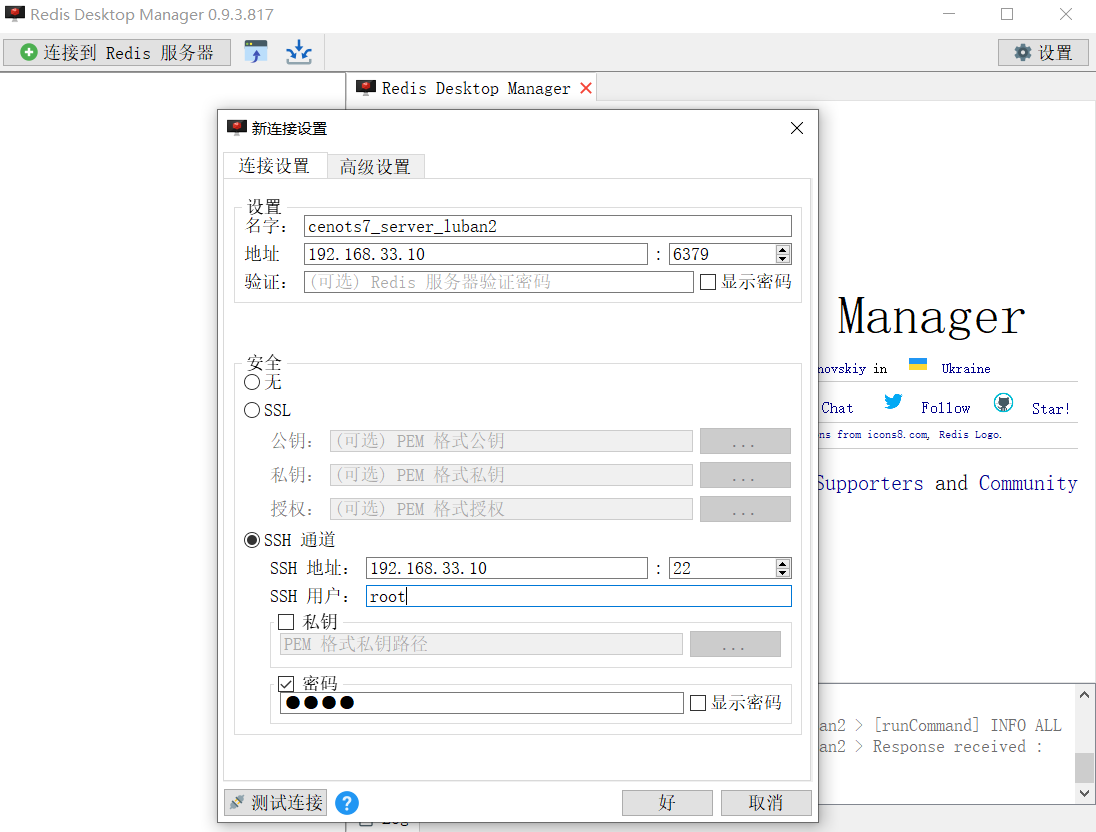 Redis Desktop Manager 0.9.3.817
连接到 Redis 服务器
设置
Redis Desktop Manager
新连接设置
连接设置
高级设置
设置
名字：
cenots7_server_luban2
地址
192.168.33.10
:
6379
验证：
(可选) Redis 服务器验证密码
显示密码
安全
无
SSL
公钥：
(可选) PEM 格式公钥
...
私钥：
(可选) PEM 格式私钥
...
授权：
(可选) PEM 格式授权
...
SSH 通道
SSH 地址：
192.168.33.10
:
22
SSH 用户：
root
私钥
PEM 格式私钥路径
...
密码
显示密码
测试连接
?
好
取消
Manager
novskiy in
Ukraine
Chat
Follow
Star!
ns from icons8.com, Redis Logo.
Supporters and Community
an2 > [runCommand] INFO ALL
an2 > Response received :